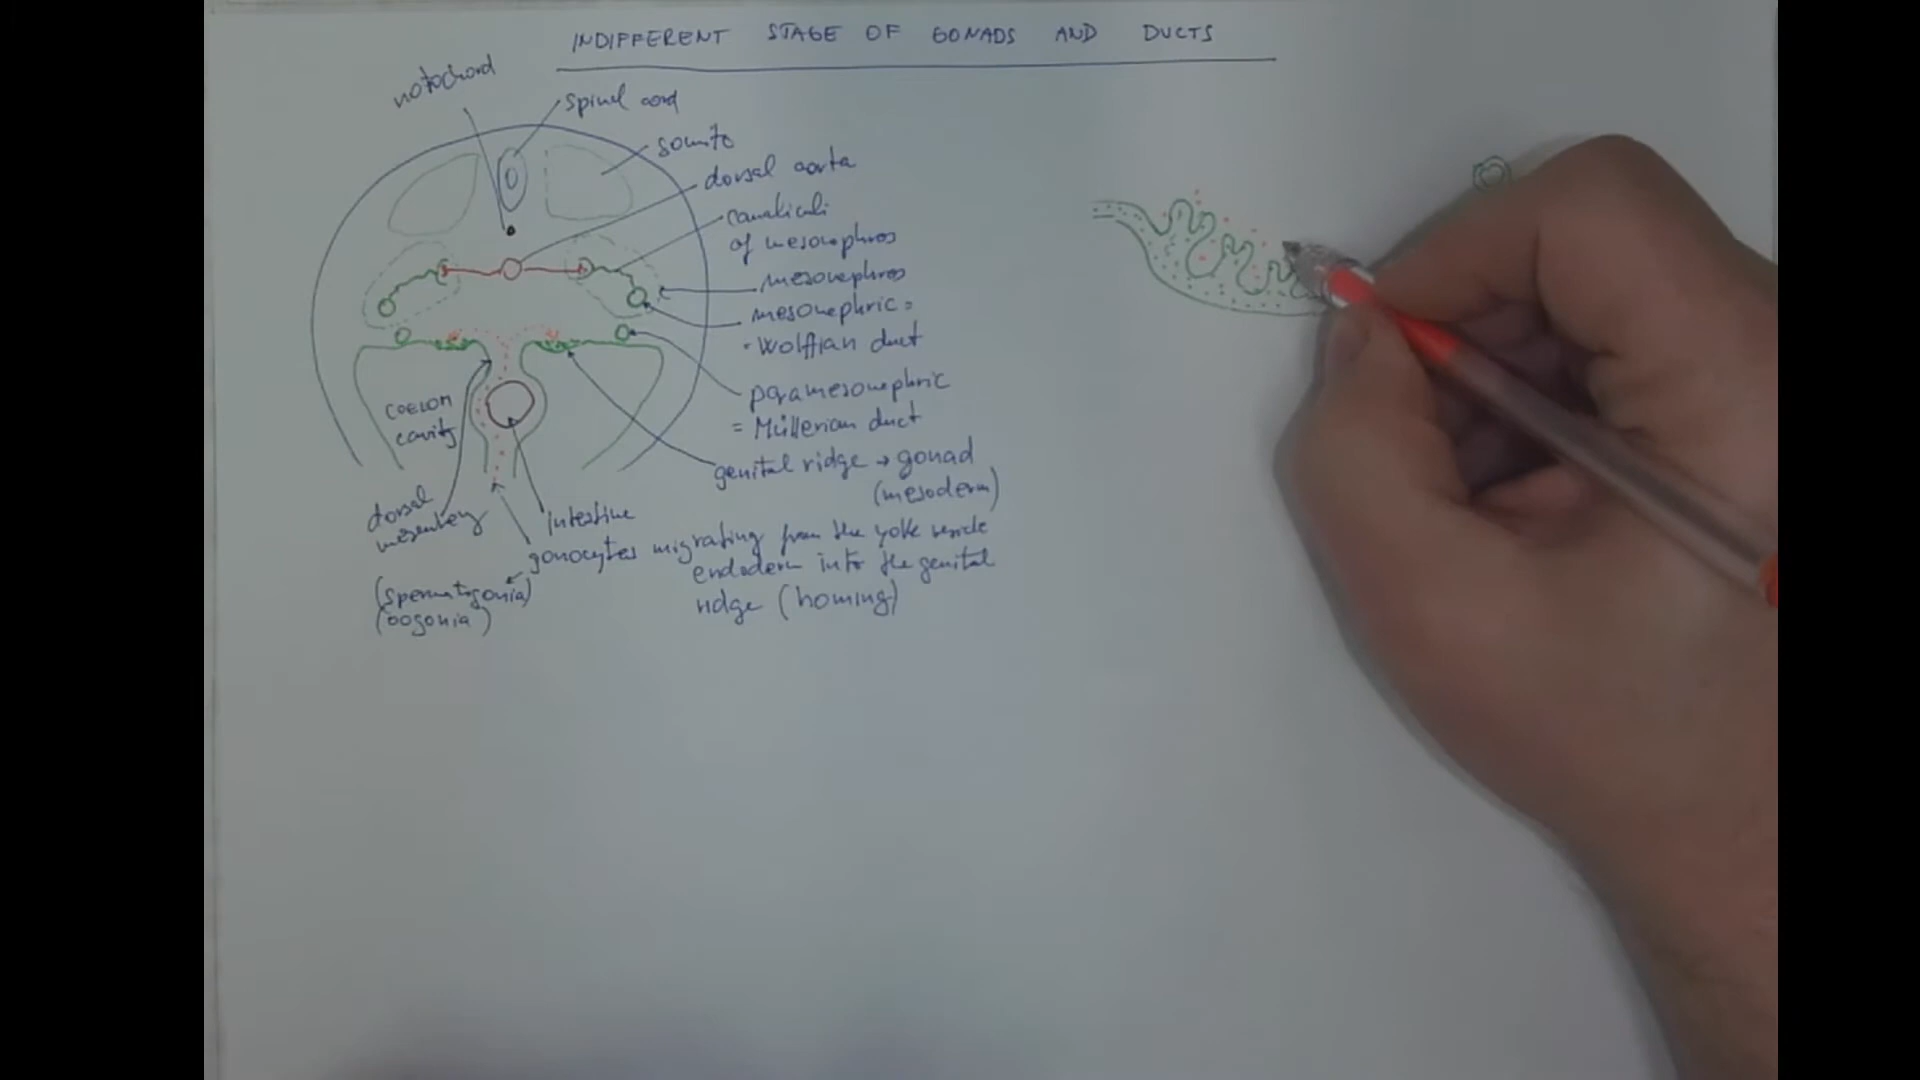 INDIFFERENT STAGE OF GONADS AND DUCTS
notochord
spinal cord
somite
dorsal aorta
canaliculi
of mesonephros
mesonephros
mesonephric =
= Wolffian duct
paramesonephric
= Müllerian duct
genital ridge → gonad
(mesoderm)
coelom
cavity
dorsal
mesentery
intestine
gonocytes migrating from the yolk vesicle
endoderm into the genital
ridge (homing)
(spermatogonia)
(oogonia)